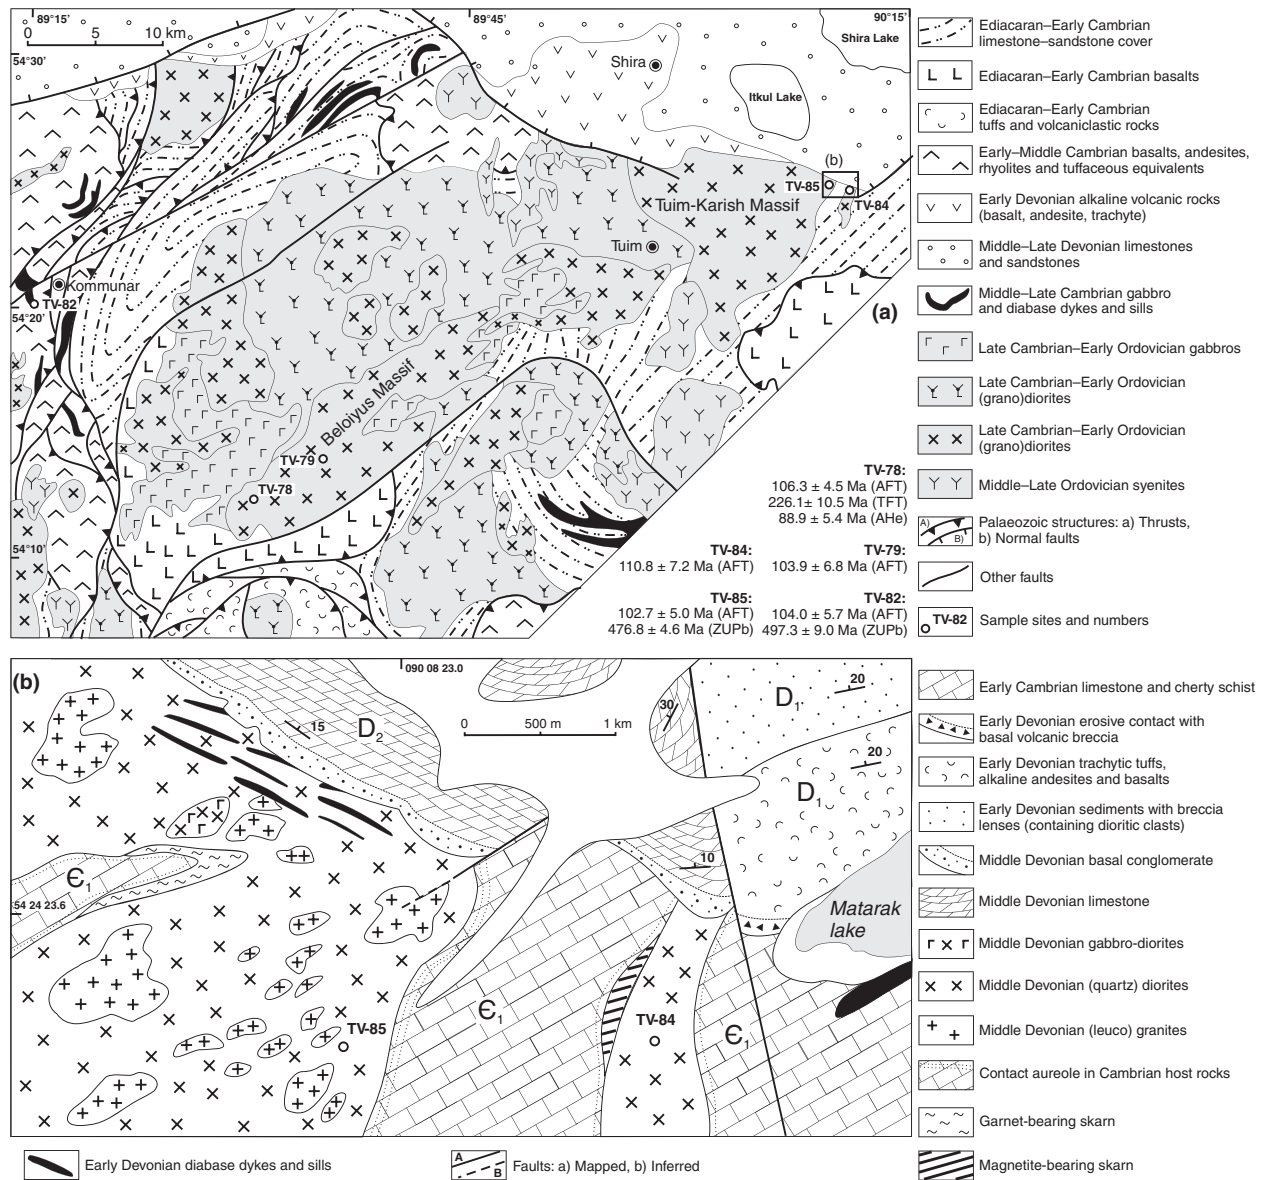 89°15'
89°45'
90°15'
0 5 10 km
54°30'
Shira
Shira Lake
Itkul Lake
(b)
TV-85
TV-84
Tuim-Karish Massif
Tuim
Kommunar
TV-82
54°20'
(a)
Beloiyus Massif
TV-79
TV-78
54°10'
TV-78:
106.3 ± 4.5 Ma (AFT)
226.1± 10.5 Ma (TFT)
88.9 ± 5.4 Ma (AHe)
TV-84:
110.8 ± 7.2 Ma (AFT)
TV-79:
103.9 ± 6.8 Ma (AFT)
TV-85:
102.7 ± 5.0 Ma (AFT)
476.8 ± 4.6 Ma (ZUPb)
TV-82:
104.0 ± 5.7 Ma (AFT)
497.3 ± 9.0 Ma (ZUPb)
Ediacaran–Early Cambrian
limestone–sandstone cover
Ediacaran–Early Cambrian basalts
Ediacaran–Early Cambrian
tuffs and volcaniclastic rocks
Early–Middle Cambrian basalts, andesites,
rhyolites and tuffaceous equivalents
Early Devonian alkaline volcanic rocks
(basalt, andesite, trachyte)
Middle–Late Devonian limestones
and sandstones
Middle–Late Cambrian gabbro
and diabase dykes and sills
Late Cambrian–Early Ordovician gabbros
Late Cambrian–Early Ordovician
(grano)diorites
Late Cambrian–Early Ordovician
(grano)diorites
Middle–Late Ordovician syenites
A)
B)
Palaeozoic structures: a) Thrusts,
b) Normal faults
Other faults
TV-82
Sample sites and numbers
(b)
090 08 23.0
0 500 m 1 km
15
D2
30
D1
20
20
D1
10
Є1
54 24 23.6
Matarak
lake
Є1
TV-85
TV-84
Є1
Early Cambrian limestone and cherty schist
Early Devonian erosive contact with
basal volcanic breccia
Early Devonian trachytic tuffs,
alkaline andesites and basalts
Early Devonian sediments with breccia
lenses (containing dioritic clasts)
Middle Devonian basal conglomerate
Middle Devonian limestone
Middle Devonian gabbro-diorites
Middle Devonian (quartz) diorites
Middle Devonian (leuco) granites
Contact aureole in Cambrian host rocks
Garnet-bearing skarn
Magnetite-bearing skarn
Early Devonian diabase dykes and sills
A
B
Faults: a) Mapped, b) Inferred